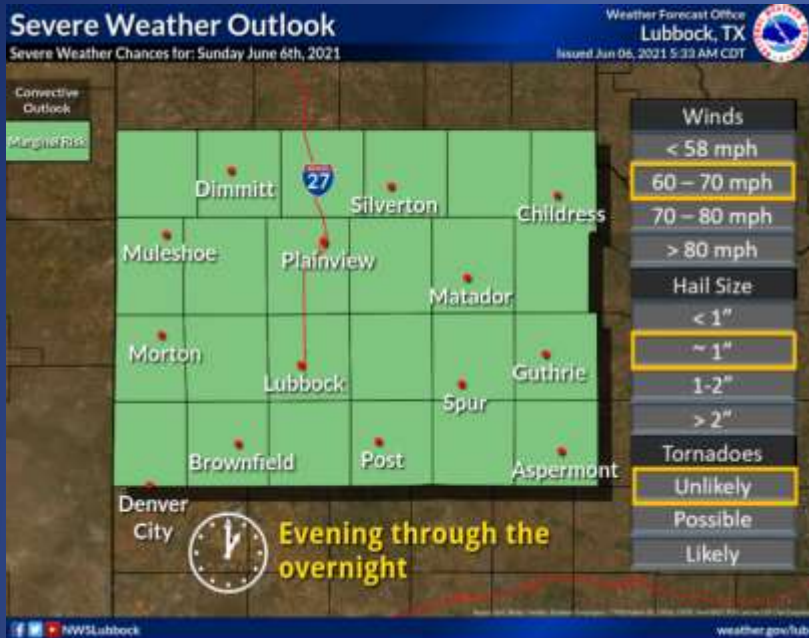 Severe Weather Outlook
Severe Weather Chances for: Sunday June 6th, 2021
Weather Forecast Office
Lubbock, TX
Issued Jun 06, 2021 5:33 AM CDT
Convective
Outlook
Marginal Risk
27
Dimmitt
Silverton
Childress
Muleshoe
Plainview
Matador
Morton
Lubbock
Guthrie
Spur
Brownfield
Post
Aspermont
Denver
City
Evening through the
overnight
Winds
< 58 mph
60 – 70 mph
70 – 80 mph
> 80 mph
Hail Size
< 1”
~ 1”
1-2”
> 2”
Tornadoes
Unlikely
Possible
Likely
NWSLubbock
weather.gov/lub